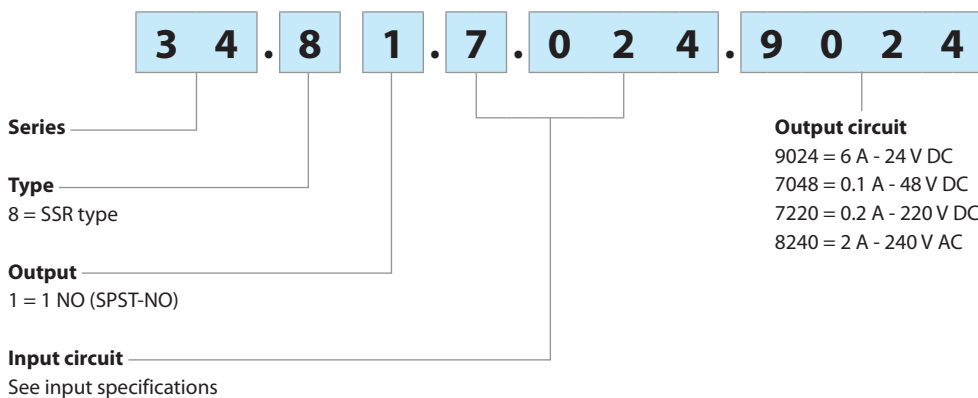 3 4 . 8 1 . 7 . 0 2 4 . 9 0 2 4
Series
Type
8 = SSR type
Output
1 = 1 NO (SPST-NO)
Input circuit
See input specifications
Output circuit
9024 = 6 A - 24 V DC
7048 = 0.1 A - 48 V DC
7220 = 0.2 A - 220 V DC
8240 = 2 A - 240 V AC